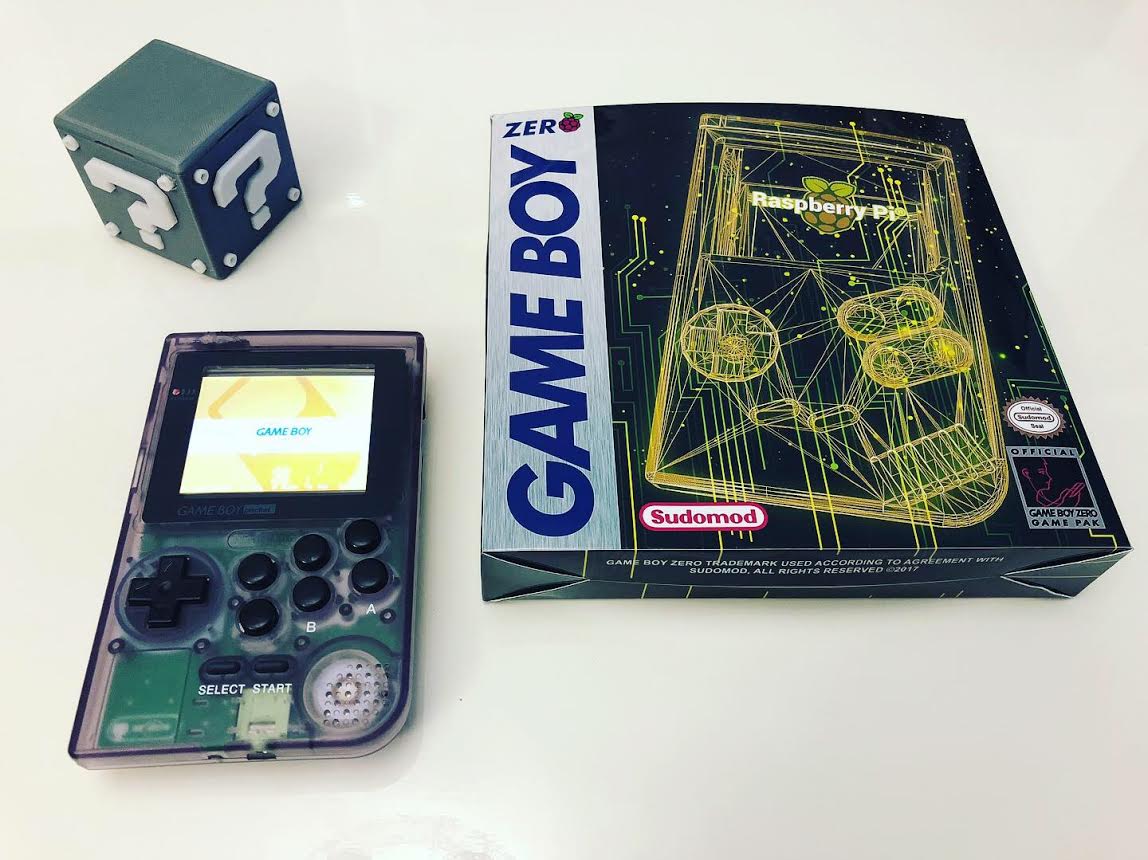 ?
?
ZERO
GAME BOY
Raspberry Pi
Official
Sudomod
Seal
OFFICIAL
GAME BOY ZERO
GAME PAK
Sudomod
GAME BOY ZERO TRADEMARK USED ACCORDING TO AGREEMENT WITH
SUDOMOD. ALL RIGHTS RESERVED ©2017
GAME BOY
GAME BOY pocket
A
B
SELECT START